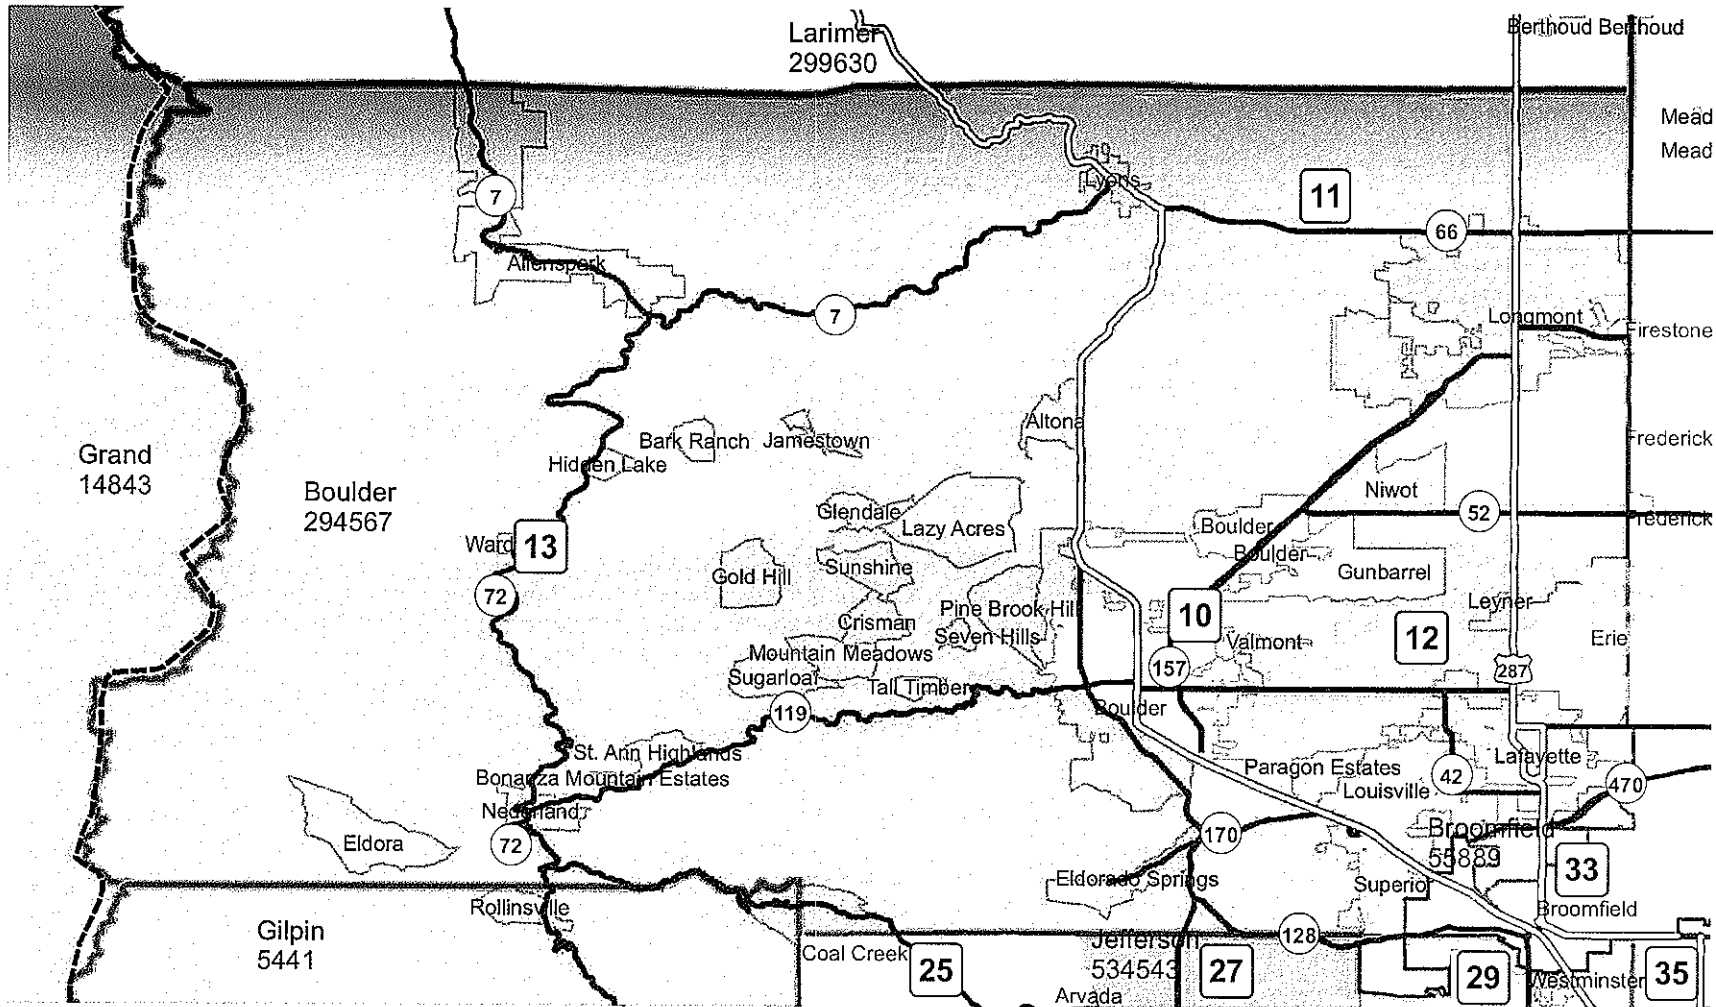 Berthoud Berthoud
Larimer
299630
Mead
Mead
7
Lyons
11
66
Allenspark
7
Longmont
Firestone
Altona
Bark Ranch
Jamestown
Hidden Lake
Frederick
Grand
14843
Boulder
294567
Niwot
Glendale
Lazy Acres
Boulder
52
Frederick
Ward
13
Boulder
Gold Hill
Sunshine
Gunbarrel
72
Pine Brook Hill
Leyner
Crisman
Seven Hills
10
Valmont
12
Erie
Mountain Meadows
Sugarloaf
Tall Timber
157
287
119
Boulder
St. Ann Highlands
Bonanza Mountain Estates
Paragon Estates
Lafayette
42
470
Louisville
Nederland
72
Eldora
170
Broomfield
55889
33
Eldorado Springs
Superior
Rollinsville
Broomfield
Gilpin
5441
Coal Creek
25
Jefferson
534543
27
128
29
Westminster
35
Arvada